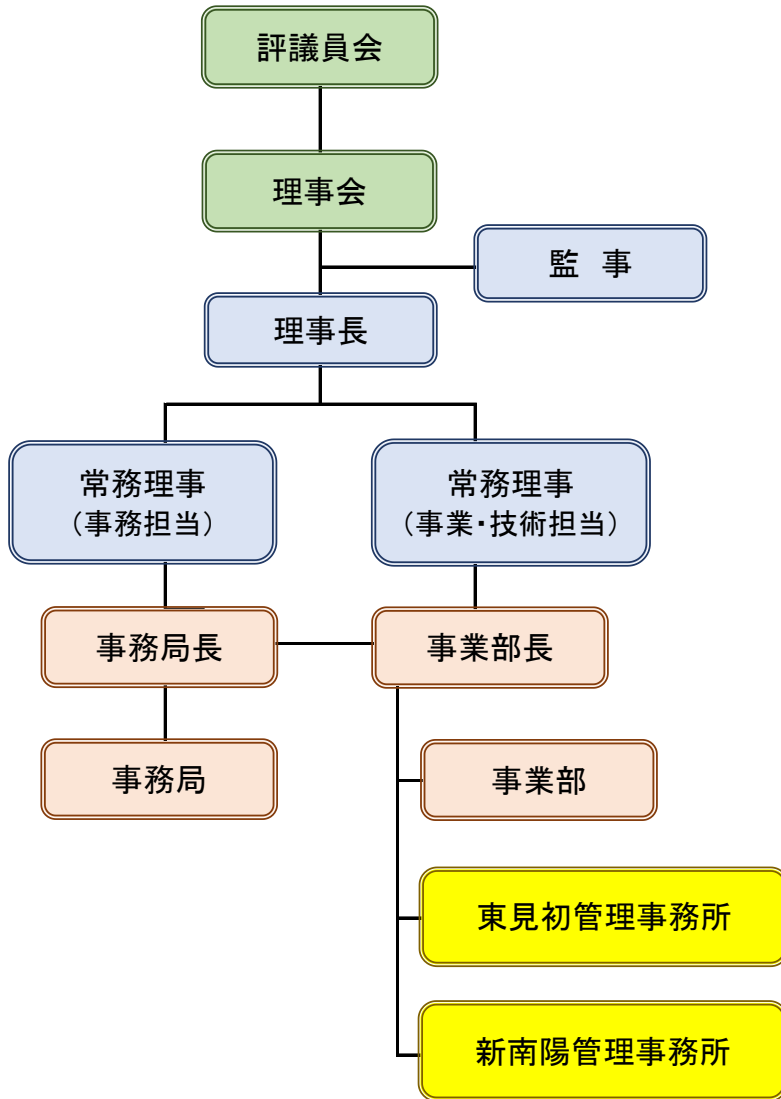 評議員会
理事会
監　事
理事長
常務理事
（事務担当）
常務理事
（事業・技術担当）
事務局長
事業部長
事務局
事業部
東見初管理事務所
新南陽管理事務所